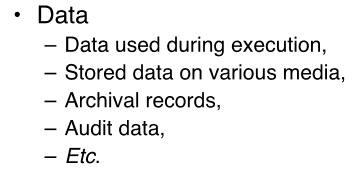 • Data
– Data used during execution,
– Stored data on various media,
– Archival records,
– Audit data,
– Etc.